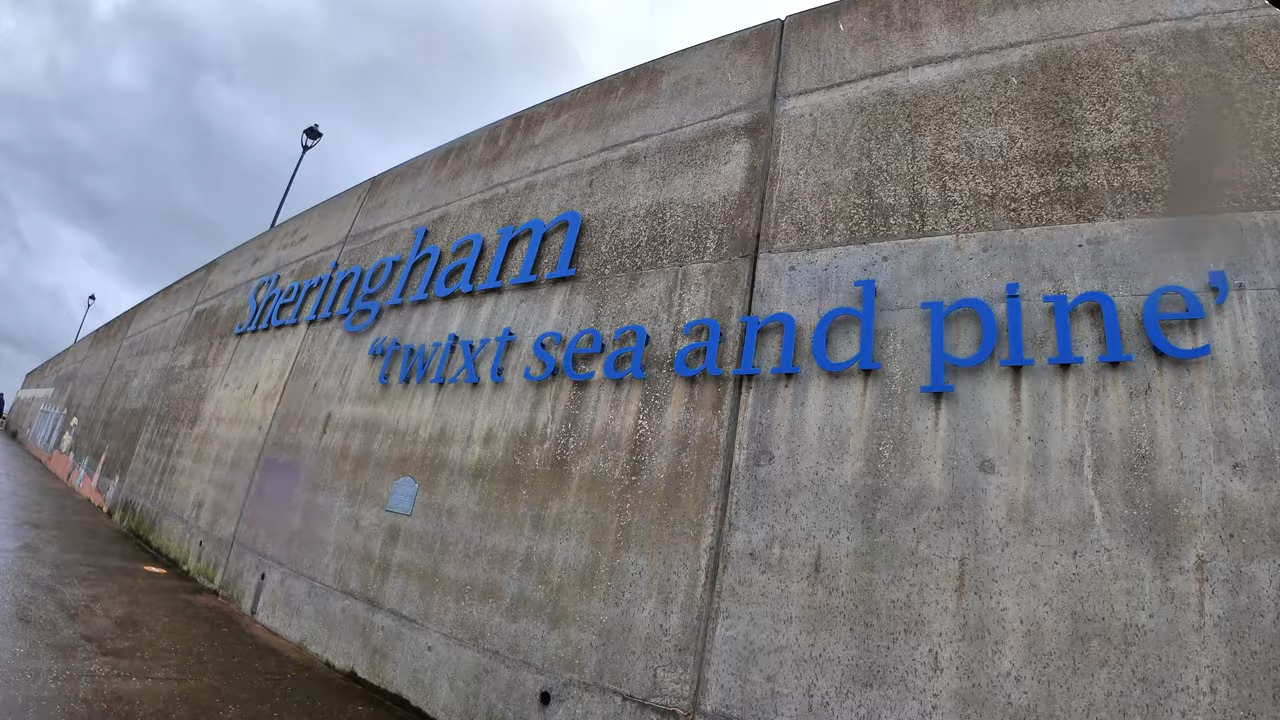 Sheringham
“twixt sea and pine’